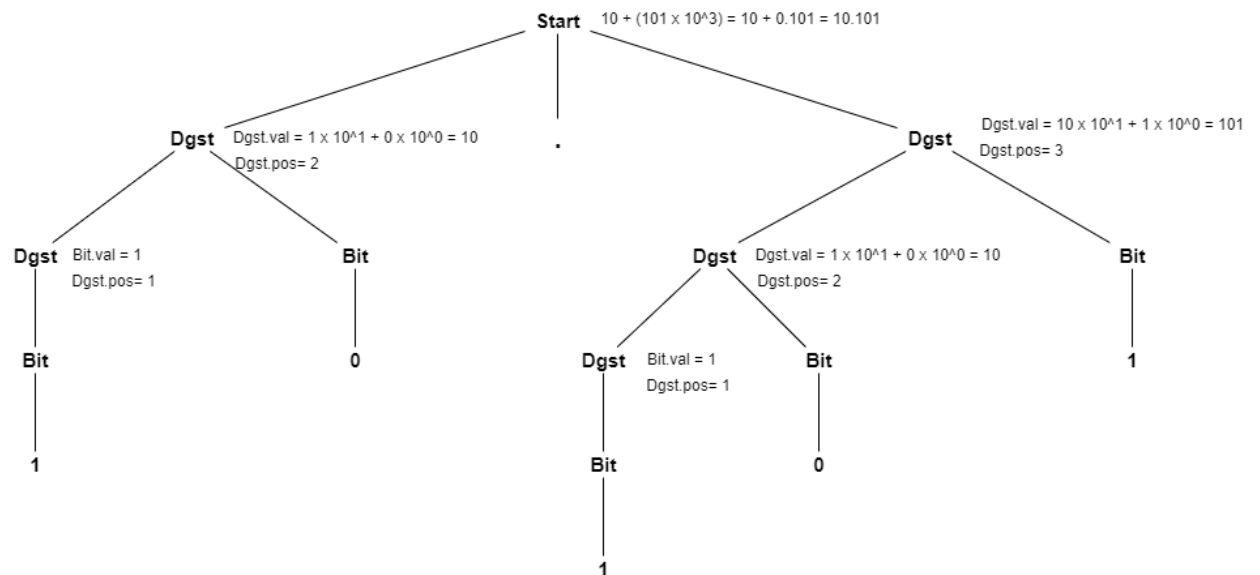 Start 10 + (101 x 10^3) = 10 + 0.101 = 10.101
Dgst Dgst.val = 1 x 10^1 + 0 x 10^0 = 10
Dgst.pos= 2
.
Dgst Dgst.val = 10 x 10^1 + 1 x 10^0 = 101
Dgst.pos= 3
Dgst Bit.val = 1
Dgst.pos= 1
Bit
Dgst Dgst.val = 1 x 10^1 + 0 x 10^0 = 10
Dgst.pos= 2
Bit
Bit
0
Dgst Bit.val = 1
Dgst.pos= 1
Bit
1
1
Bit
0
1